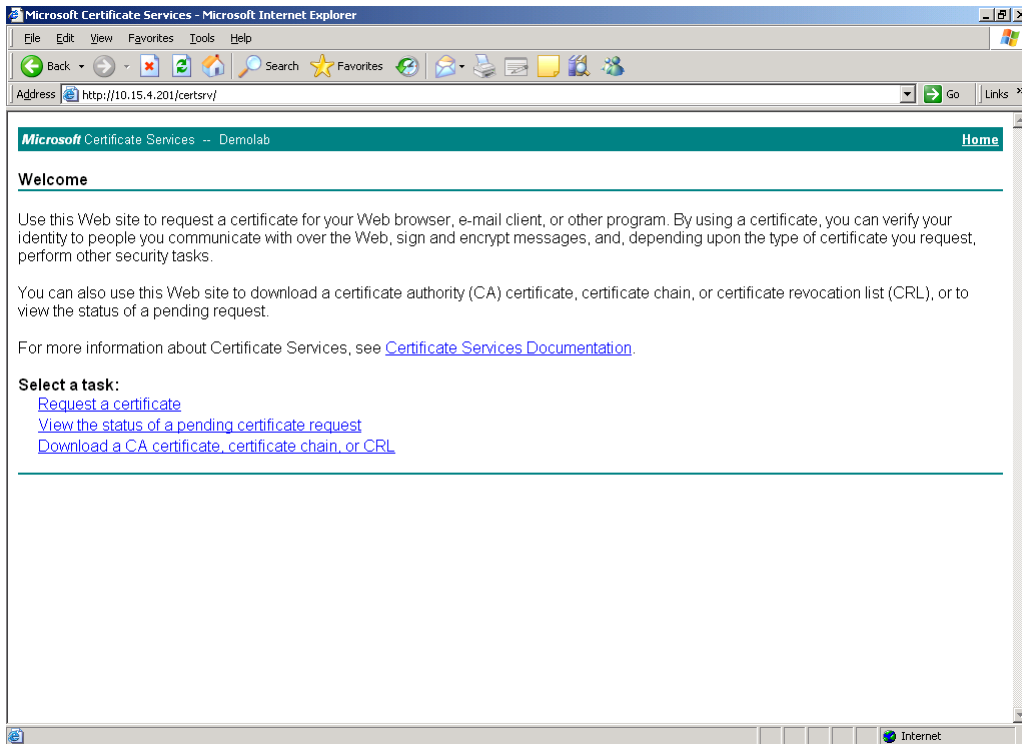 Microsoft Certificate Services - Microsoft Internet Explorer
File Edit View Favorites Tools Help
Back Search Favorites
Address http://10.15.4.201/certsrv/ Go Links »
Microsoft Certificate Services -- Demolab Home
Welcome
Use this Web site to request a certificate for your Web browser, e-mail client, or other program. By using a certificate, you can verify your
identity to people you communicate with over the Web, sign and encrypt messages, and, depending upon the type of certificate you request,
perform other security tasks.
You can also use this Web site to download a certificate authority (CA) certificate, certificate chain, or certificate revocation list (CRL), or to
view the status of a pending request.
For more information about Certificate Services, see Certificate Services Documentation.
Select a task:
Request a certificate
View the status of a pending certificate request
Download a CA certificate, certificate chain, or CRL
Internet